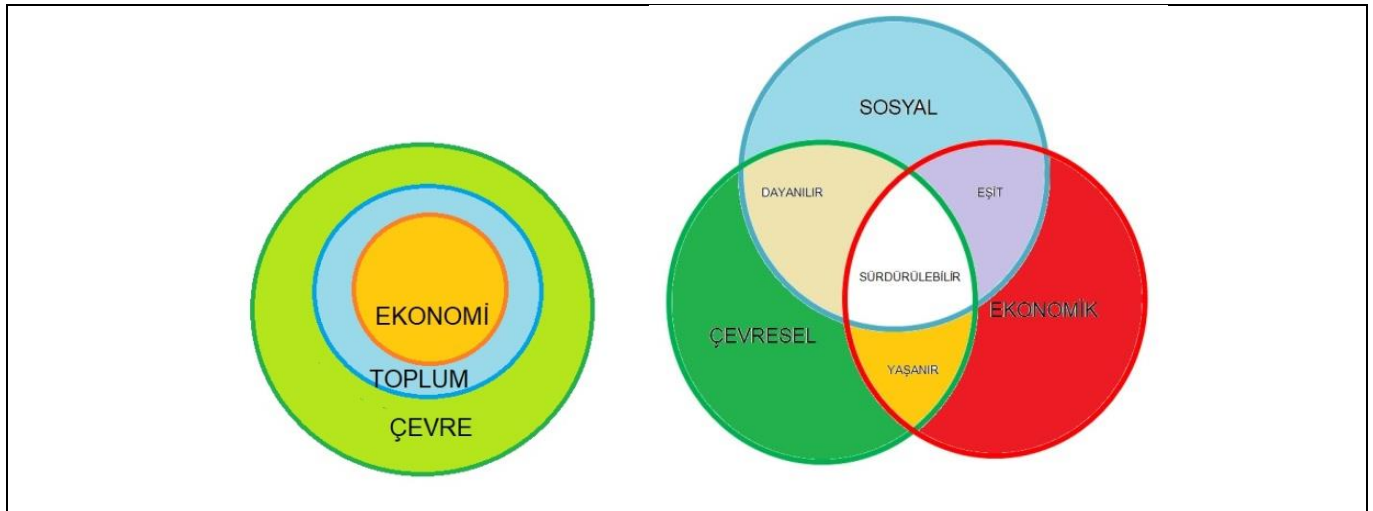 EKONOMİ
TOPLUM
ÇEVRE
SOSYAL
DAYANILIR
EŞİT
SÜRDÜRÜLEBİLİR
ÇEVRESEL
EKONOMİK
YAŞANIR